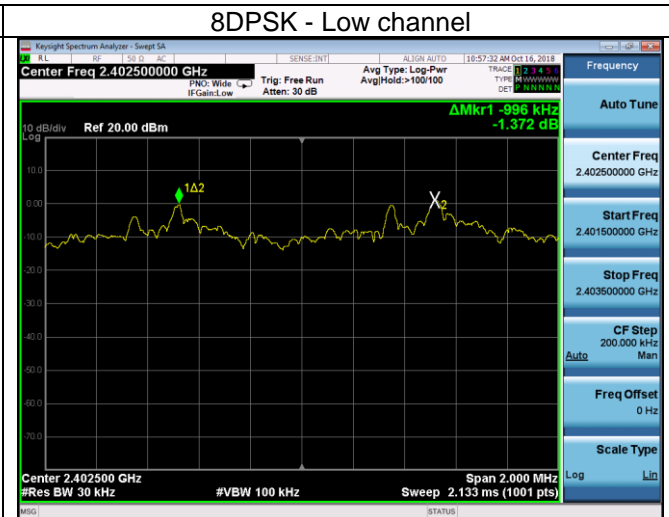 8DPSK - Low channel
Keysight Spectrum Analyzer - Swept SA
RL RF 50 Ω AC SENSE:INT ALIGN AUTO 10:57:32 AM Oct 16, 2018
Center Freq 2.402500000 GHz
PNO: Wide
IFGain:Low
Trig: Free Run
Atten: 30 dB
Avg Type: Log-Pwr
Avg|Hold:>100/100
TRACE 1 2 3 4 5 6
TYPE M WWWWW
DET P N N N N N
ΔMkr1 -996 kHz
-1.372 dB
10 dB/div Ref 20.00 dBm
Log
10.0
0.00
-10.0
-20.0
-30.0
-40.0
-50.0
-60.0
-70.0
1Δ2
X2
Center 2.402500 GHz Span 2.000 MHz
#Res BW 30 kHz #VBW 100 kHz Sweep 2.133 ms (1001 pts)
MSG STATUS
Frequency
Auto Tune
Center Freq
2.402500000 GHz
Start Freq
2.401500000 GHz
Stop Freq
2.403500000 GHz
CF Step
200.000 kHz
Auto Man
Freq Offset
0 Hz
Scale Type
Log Lin